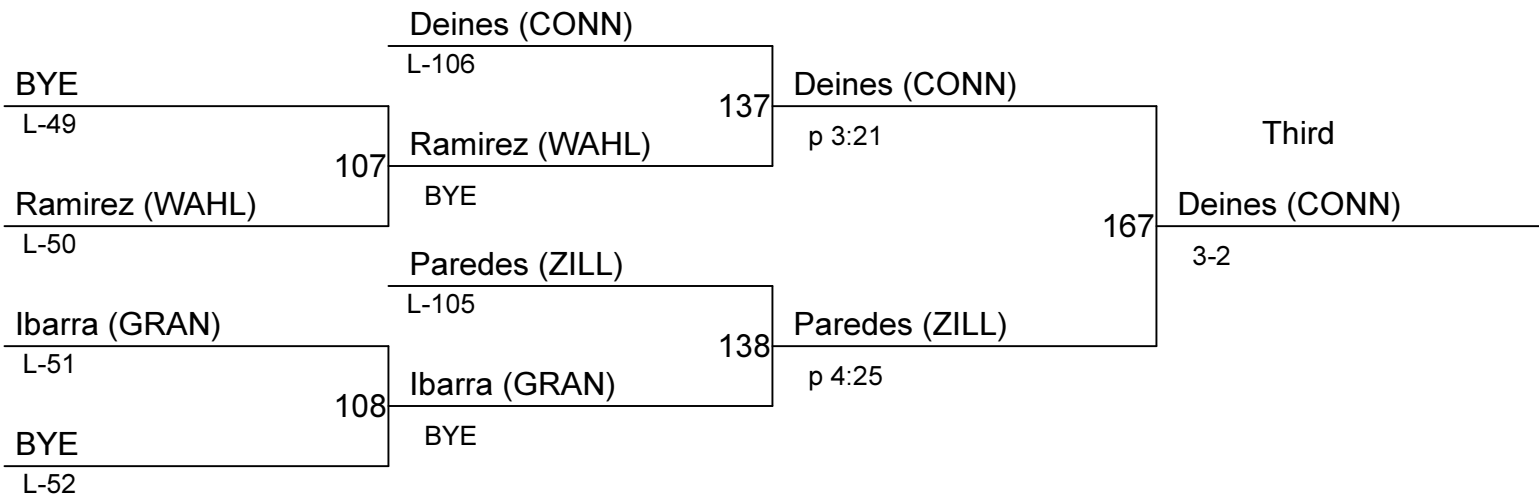 Deines (CONN)
L-106
BYE
L-49
137
Deines (CONN)
p 3:21
Third
107
Ramirez (WAHL)
BYE
Ramirez (WAHL)
L-50
167
Deines (CONN)
3-2
Paredes (ZILL)
L-105
Ibarra (GRAN)
L-51
138
Paredes (ZILL)
p 4:25
108
Ibarra (GRAN)
BYE
BYE
L-52